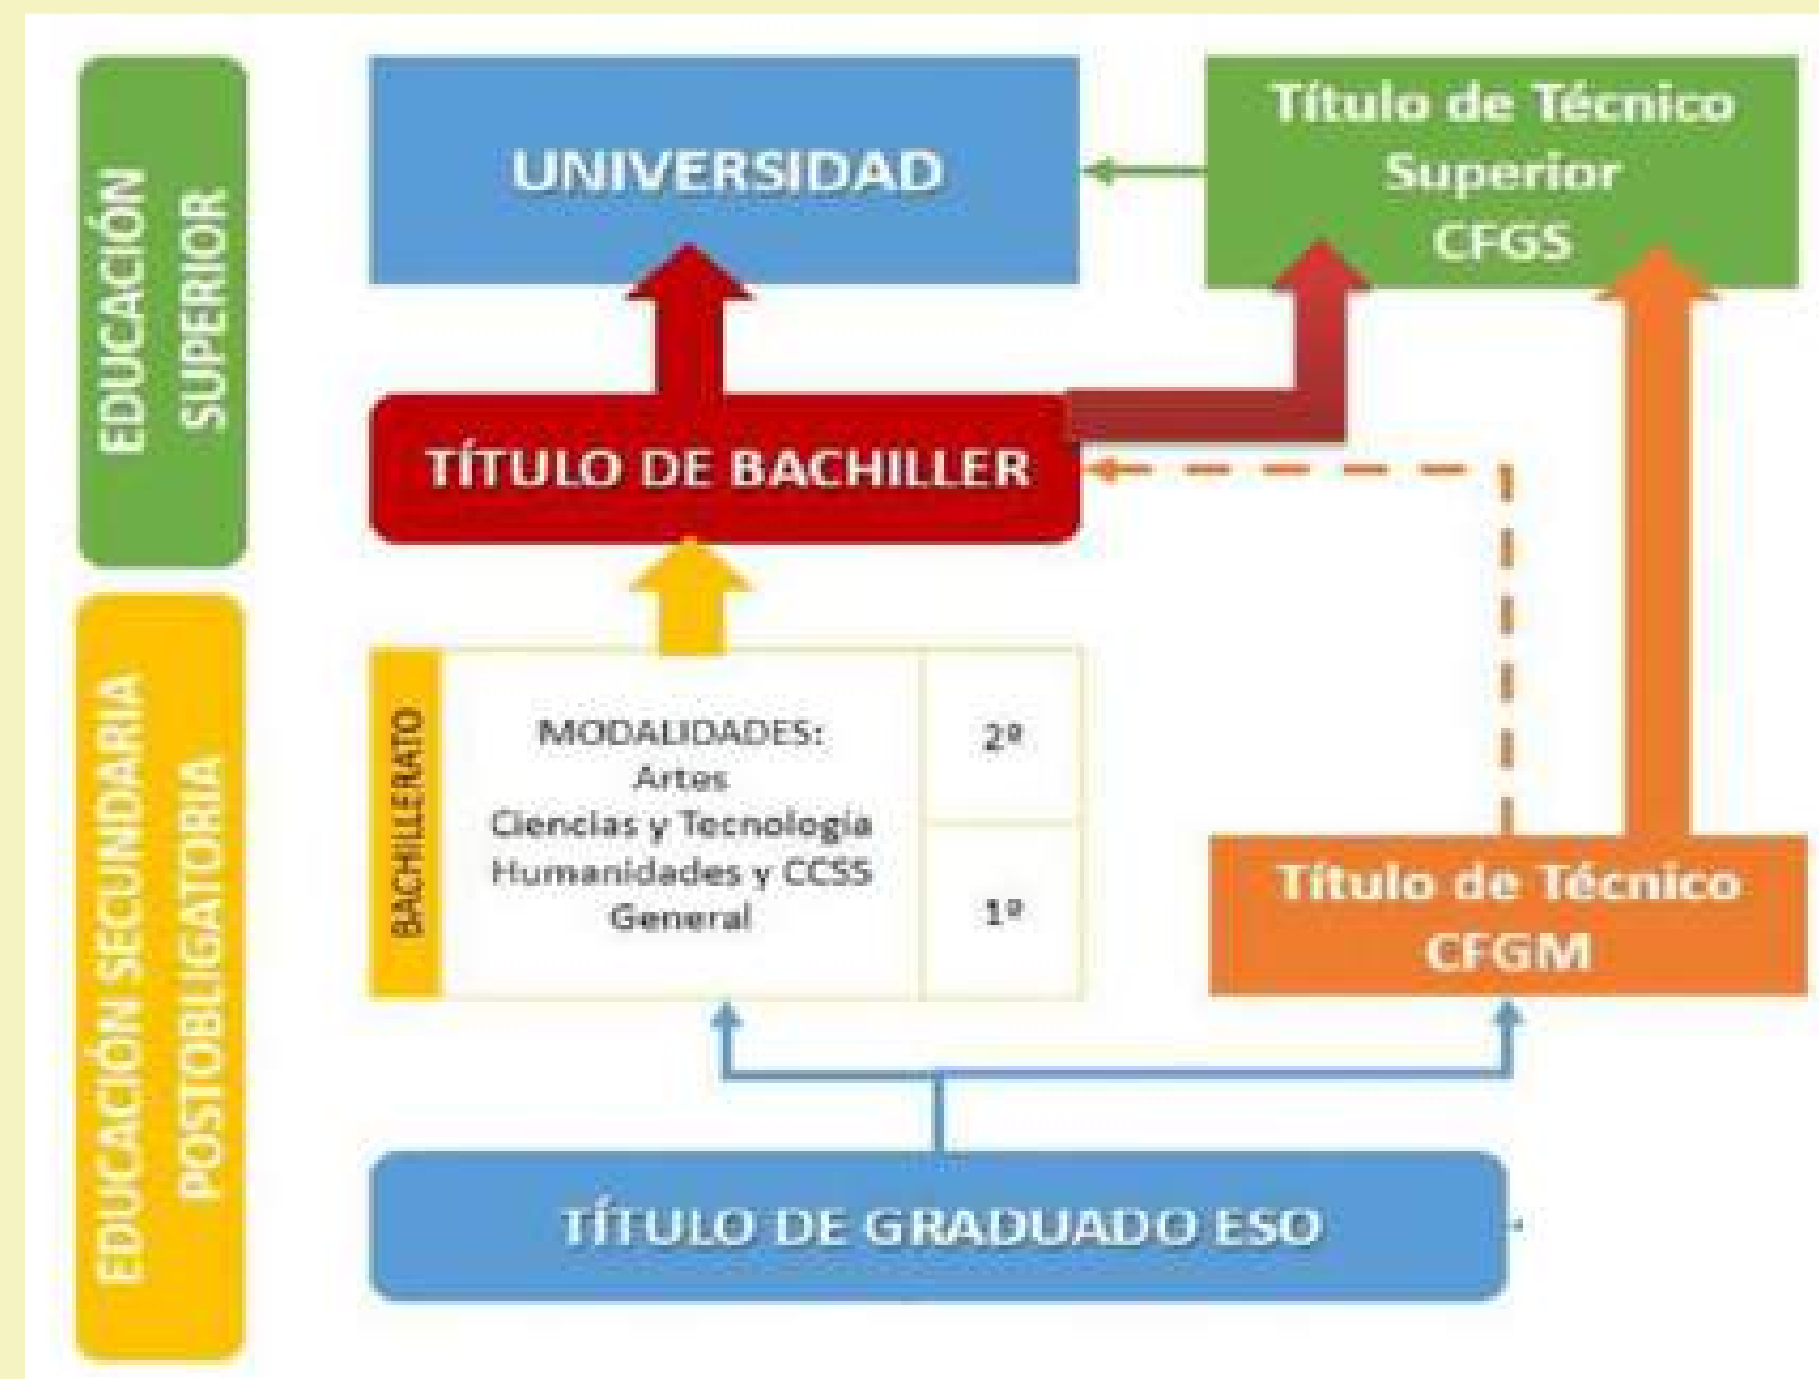 EDUCACIÓN
SUPERIOR
UNIVERSIDAD
Título de Técnico
Superior
CFGS
TÍTULO DE BACHILLER
EDUCACIÓN SECUNDARIA
POSTOBLIGATORIA
BACHILLERATO
MODALIDADES:
Artes
Ciencias y Tecnología
Humanidades y CCSS
General
2º
1º
Título de Técnico
CFGM
TÍTULO DE GRADUADO ESO